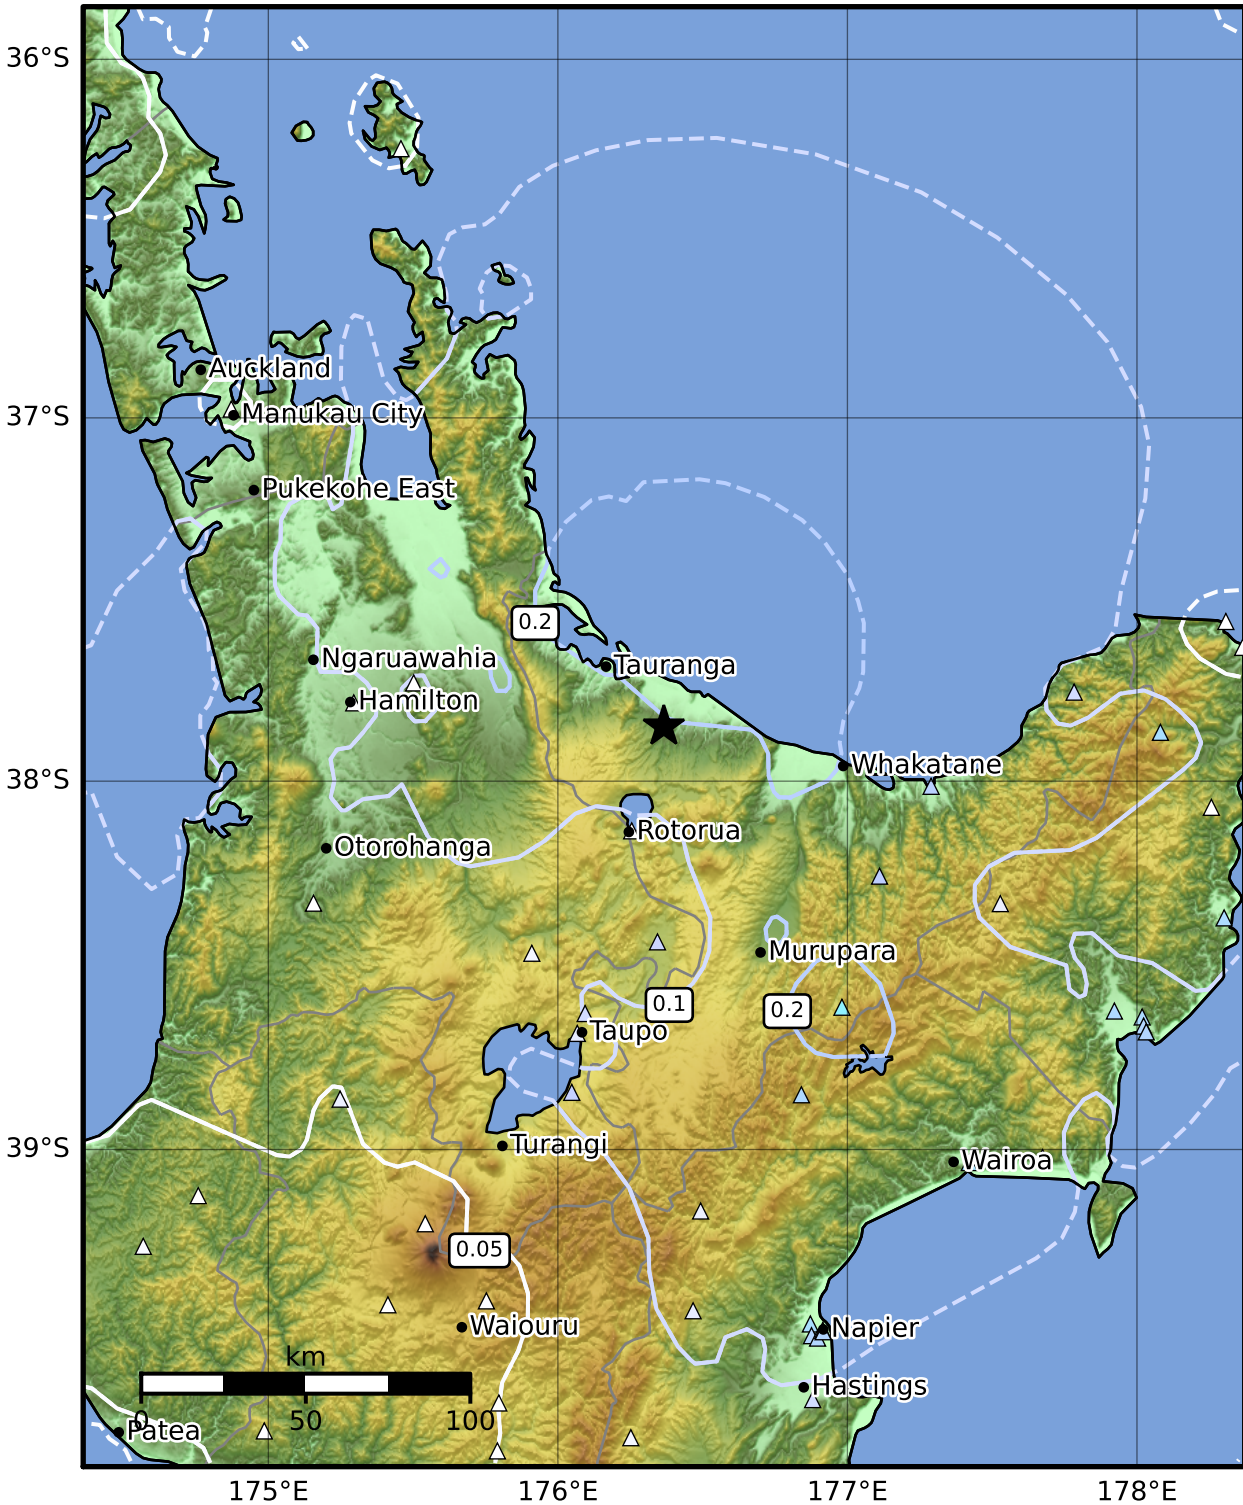 36°S
Auckland
37°S
Manukau City
Pukekohe East
0.2
Ngaruawahia
Tauranga
Hamilton
38°S
Whakatane
Rotorua
Otorohanga
Murupara
0.1
0.2
Taupo
39°S
Turangi
Wairoa
0.05
Waiouru
Napier
km
Hastings
0 50 100
Patea
175°E 176°E 177°E 178°E